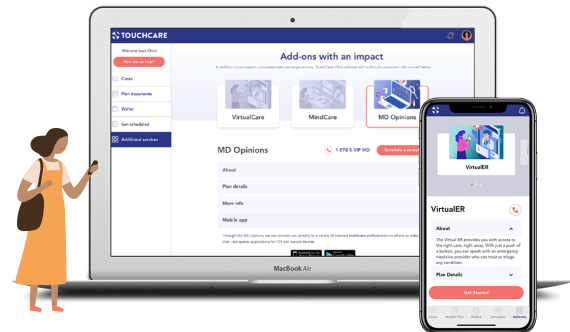 TOUCHCARE
Welcome back
How can we help?
Cases
Plan documents
Wallet
Get scheduled
Additional services
Add-ons with an impact
VirtualCare
MindCare
MD Opinions
MD Opinions
1-878-5 VIP MD
Schedule a consult
About
Plan details
More info
Mobile app
MacBook Air
VirtualER
VirtualER
About
The Virtual ER provides you with access to
the right care, right away. With just a push of
a button, you can speak with an emergency
medicine provider who can treat or triage
any condition.
Plan Details
Get Started
Cases
Health Plan
Wallet
Schedule
Add-ons